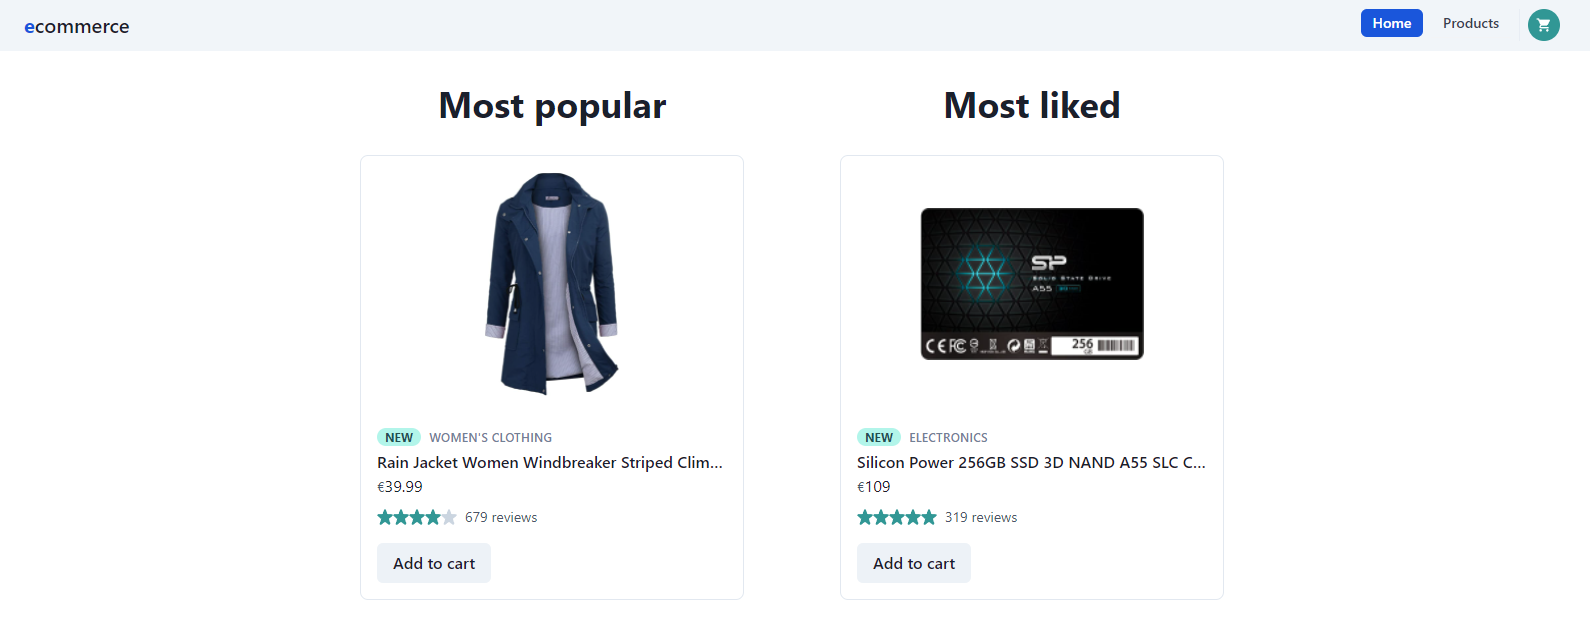 ecommerce
Home
Products
Most popular
Most liked
NEW WOMEN'S CLOTHING
Rain Jacket Women Windbreaker Striped Clim...
€39.99
679 reviews
Add to cart
SP
SOLID STATE DRIVE
A55
256
GB
NEW ELECTRONICS
Silicon Power 256GB SSD 3D NAND A55 SLC C...
€109
319 reviews
Add to cart